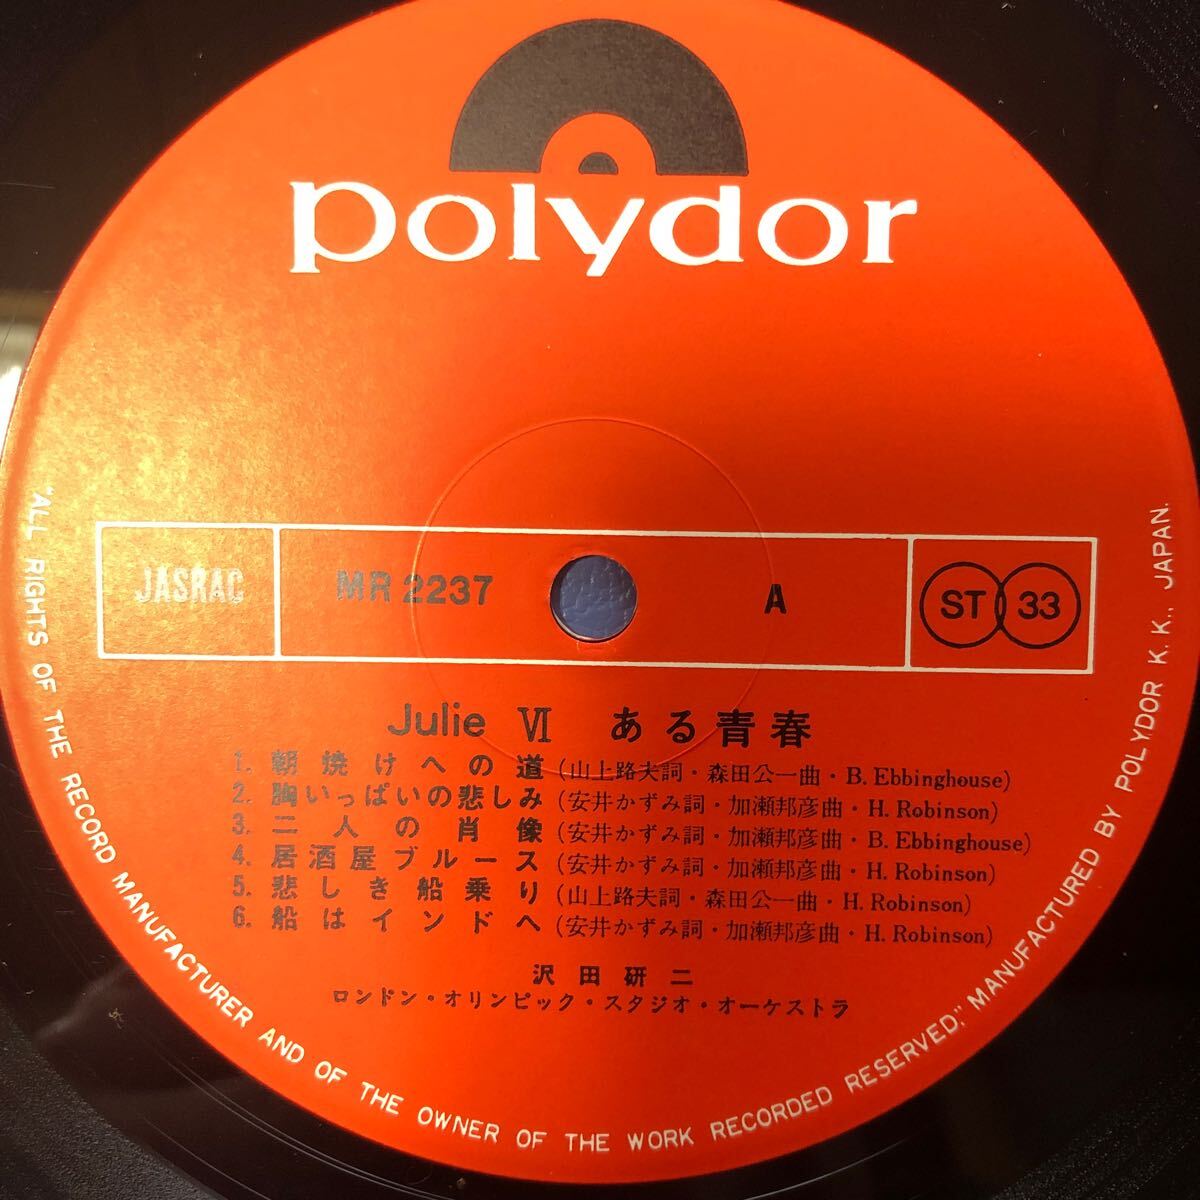 polydor
JASRAC MR 2237 A ST 33
Julie Ⅵ ある青春
1. 朝焼けへの道 (山上路夫詞・森田公一曲・B. Ebbinghouse)
2. 胸いっぱいの悲しみ (安井かずみ詞・加瀬邦彦曲・H. Robinson)
3. 二人の肖像 (安井かずみ詞・加瀬邦彦曲・B. Ebbinghouse)
4. 居酒屋ブルース (安井かずみ詞・加瀬邦彦曲・H. Robinson)
5. 悲しき船乗り (山上路夫詞・森田公一曲・H. Robinson)
6. 船はインドへ (安井かずみ詞・加瀬邦彦曲・H. Robinson)
沢田研二
ロンドン・オリンピック・スタジオ・オーケストラ
"ALL RIGHTS OF THE RECORD MANUFACTURER AND OF THE OWNER OF THE WORK RECORDED RESERVED," MANUFACTURED BY POLYDOR K. K., JAPAN.